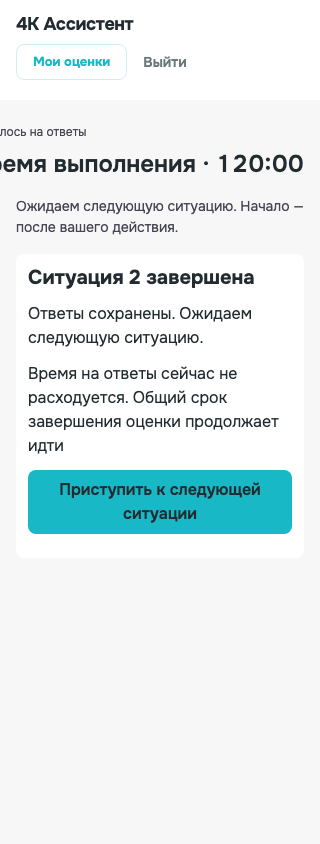 4К Ассистент
Мои оценки
Выйти
лось на ответы
ремя выполнения · 120:00
Ожидаем следующую ситуацию. Начало —
после вашего действия.
Ситуация 2 завершена
Ответы сохранены. Ожидаем
следующую ситуацию.
Время на ответы сейчас не
расходуется. Общий срок
завершения оценки продолжает
идти
Приступить к следующей
ситуации